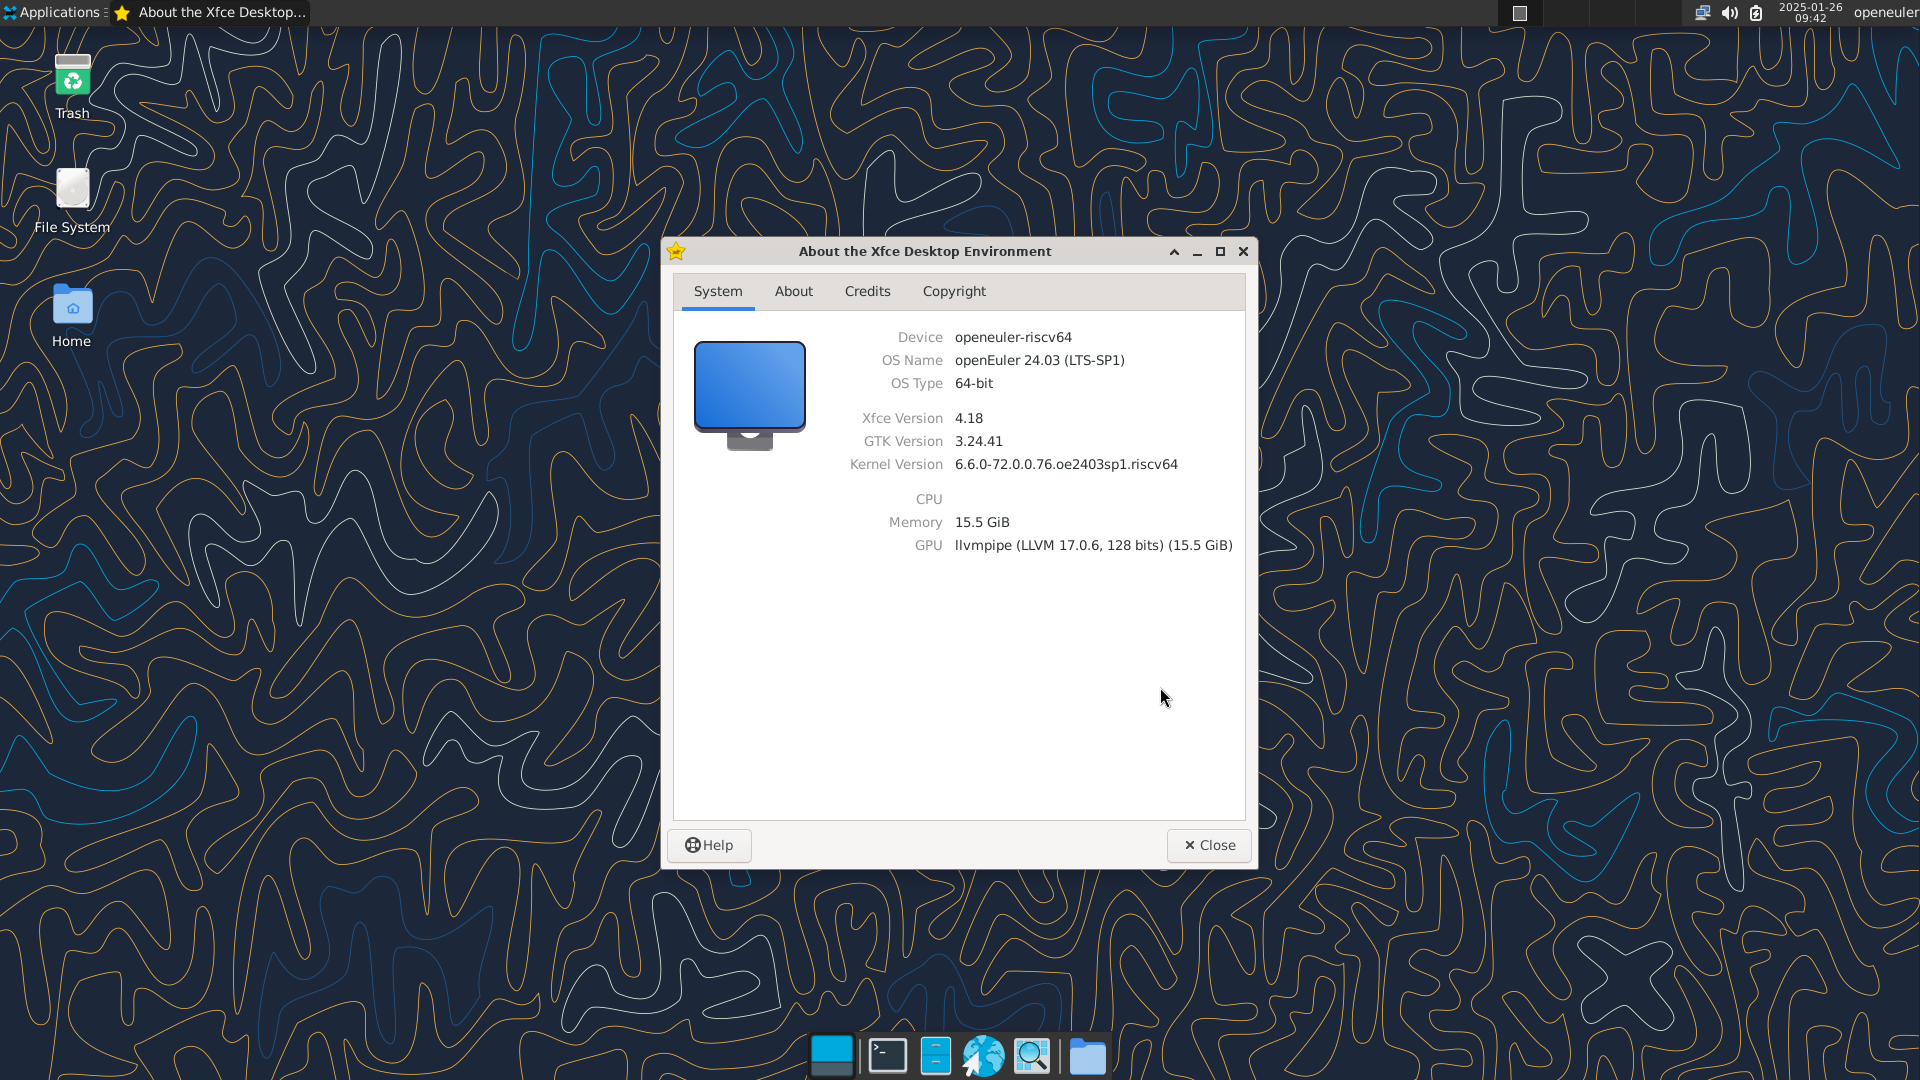 Applications
About the Xfce Desktop...
2025-01-26
09:42
openeuler
Trash
File System
Home
About the Xfce Desktop Environment
System About Credits Copyright
Device openeuler-riscv64
OS Name openEuler 24.03 (LTS-SP1)
OS Type 64-bit
Xfce Version 4.18
GTK Version 3.24.41
Kernel Version 6.6.0-72.0.0.76.oe2403sp1.riscv64
CPU
Memory 15.5 GiB
GPU llvmpipe (LLVM 17.0.6, 128 bits) (15.5 GiB)
Help
Close